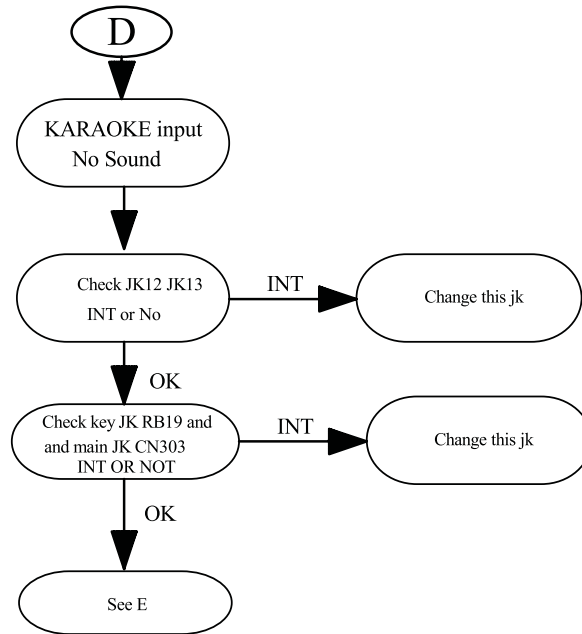 D
KARAOKE input
No Sound
Check JK12 JK13
INT or No
INT
Change this jk
OK
Check key JK RB19 and
and main JK CN303
INT OR NOT
INT
Change this jk
OK
See E